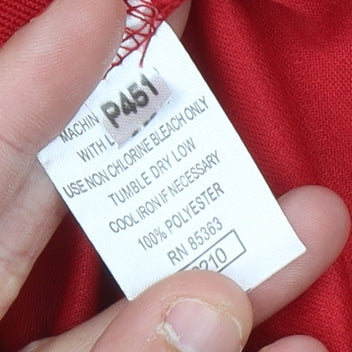 P451
MACHIN
WITH
USE NON CHLORINE BLEACH ONLY
TUMBLE DRY LOW
COOL IRON IF NECESSARY
100% POLYESTER
RN 85363